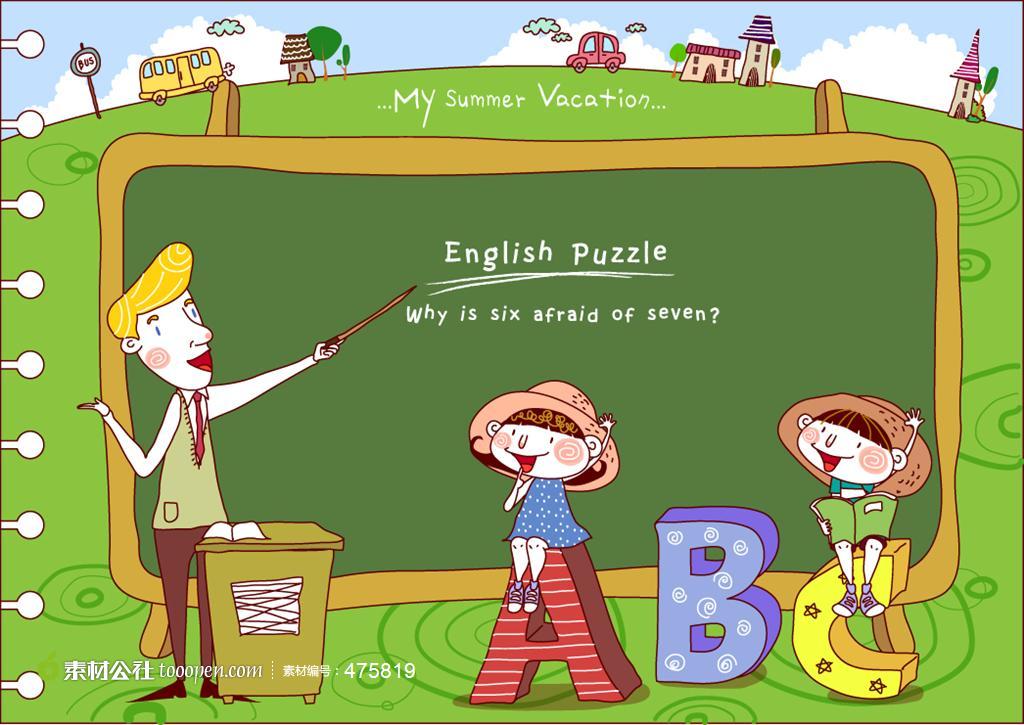 BUS
...My Summer Vacation...
English Puzzle
Why is six afraid of seven?
A B C
素材公社 tooopen.com 素材编号：475819